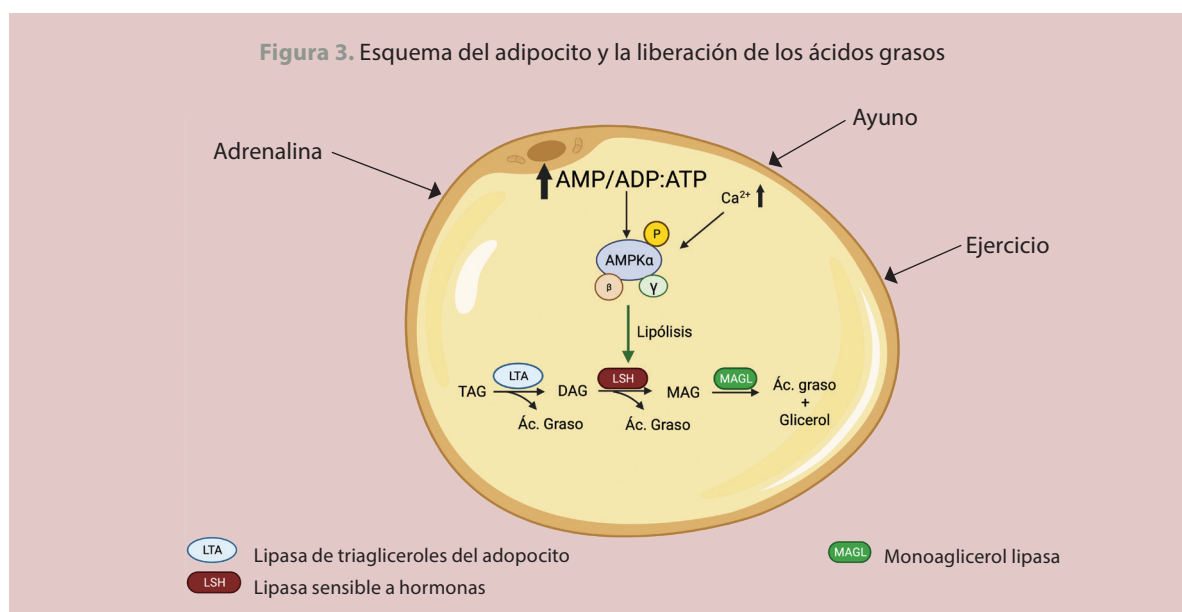 Figura 3. Esquema del adipocito y la liberación de los ácidos grasos
Ayuno
Adrenalina
AMP/ADP:ATP
Ca²⁺
P
AMPKα
Ejercicio
β
γ
Lipólisis
LTA
LSH
MAGL
TAG
DAG
MAG
Ác. graso
+
Glicerol
Ác. Graso
Ác. Graso
LTA Lipasa de triagliceroles del adopocito
MAGL Monoaglicerol lipasa
LSH Lipasa sensible a hormonas